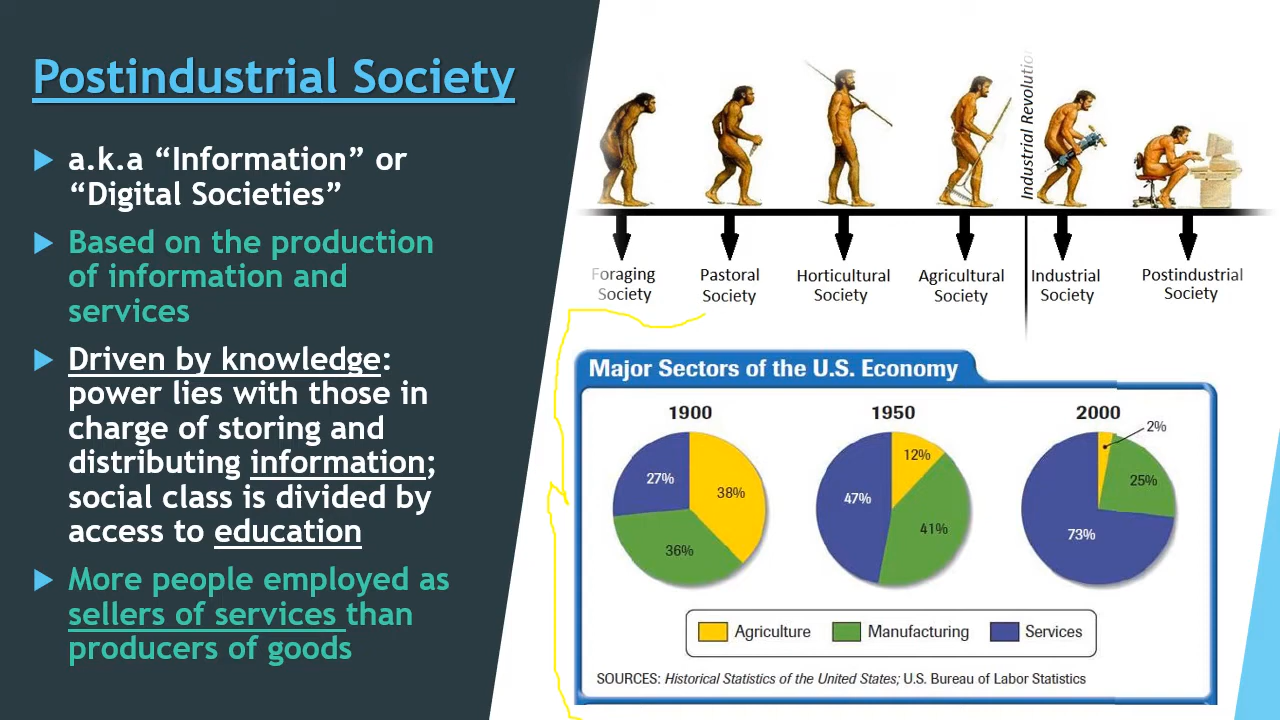 Postindustrial Society
a.k.a “Information” or
“Digital Societies”
Based on the production
of information and
services
Driven by knowledge:
power lies with those in
charge of storing and
distributing information;
social class is divided by
access to education
More people employed as
sellers of services than
producers of goods
Industrial Revolution
Foraging
Society
Pastoral
Society
Horticultural
Society
Agricultural
Society
Industrial
Society
Postindustrial
Society
Major Sectors of the U.S. Economy
1900
27%
38%
36%
1950
12%
47%
41%
2000
2%
25%
73%
Agriculture
Manufacturing
Services
SOURCES: Historical Statistics of the United States; U.S. Bureau of Labor Statistics